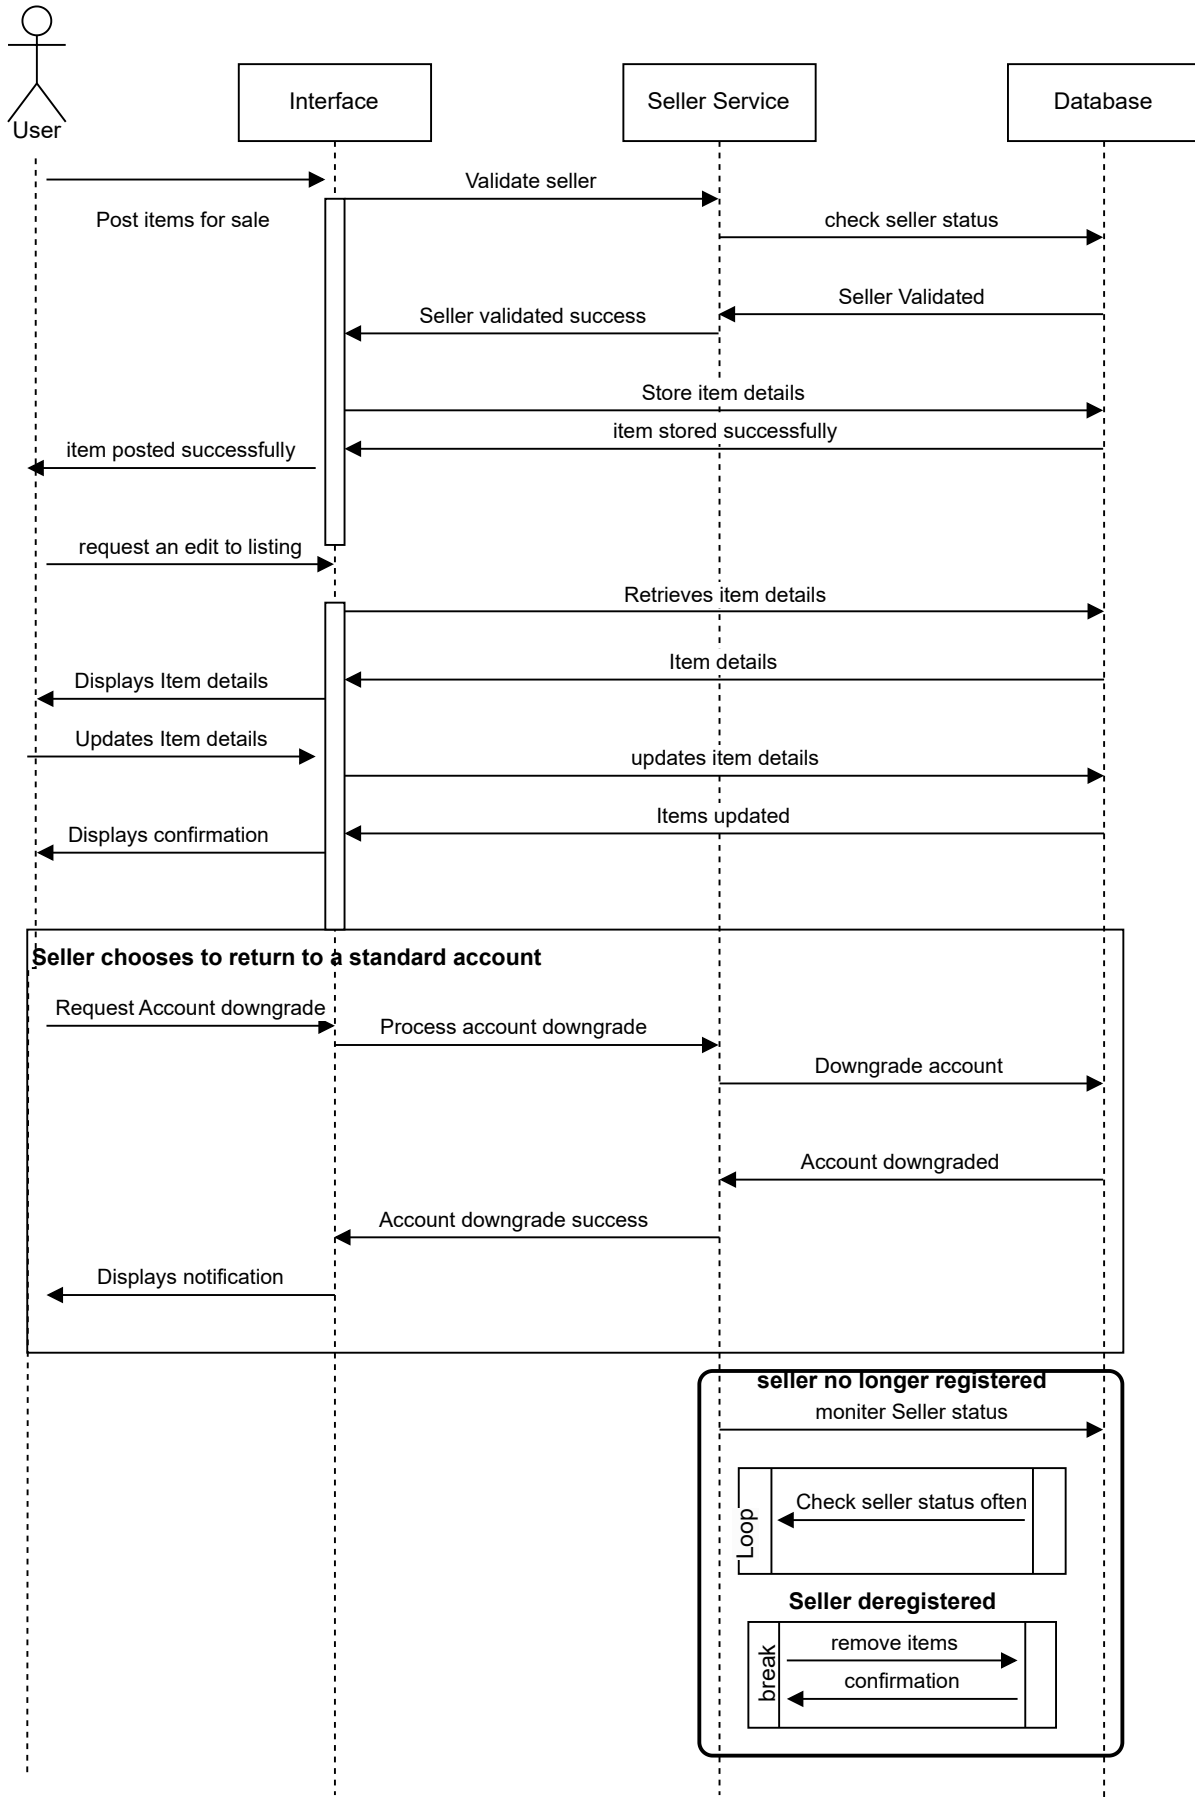 User
Interface
Seller Service
Database
Validate seller
Post items for sale
check seller status
Seller Validated
Seller validated success
Store item details
item stored successfully
item posted successfully
request an edit to listing
Retrieves item details
Item details
Displays Item details
Updates Item details
updates item details
Items updated
Displays confirmation
Seller chooses to return to a standard account
Request Account downgrade
Process account downgrade
Downgrade account
Account downgraded
Account downgrade success
Displays notification
seller no longer registered
moniter Seller status
Loop
Check seller status often
Seller deregistered
break
remove items
confirmation